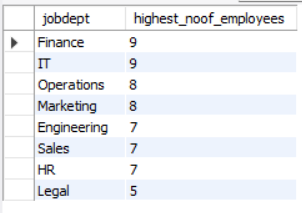 jobdept highest_noof_employees
Finance 9
IT 9
Operations 8
Marketing 8
Engineering 7
Sales 7
HR 7
Legal 5